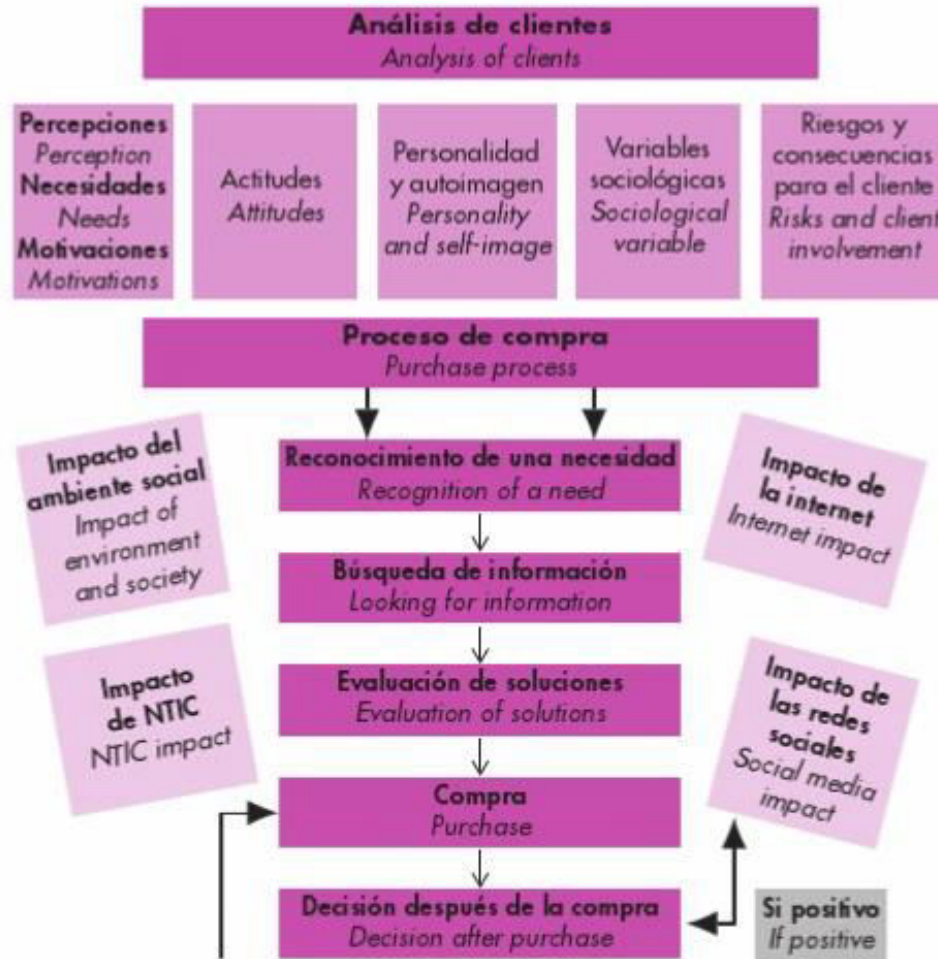 Análisis de clientes
Analysis of clients
Percepciones
Perception
Necesidades
Needs
Motivaciones
Motivations
Actitudes
Attitudes
Personalidad
y autoimagen
Personality
and self-image
Variables
sociológicas
Sociological
variable
Riesgos y
consecuencias
para el cliente
Risks and client
involvement
Proceso de compra
Purchase process
Impacto del
ambiente social
Impact of
environment
and society
Reconocimiento de una necesidad
Recognition of a need
Impacto de
la internet
Internet impact
Búsqueda de información
Looking for information
Impacto
de NTIC
NTIC impact
Evaluación de soluciones
Evaluation of solutions
Impacto de
las redes
sociales
Social media
impact
Compra
Purchase
Decisión después de la compra
Decision after purchase
Si positivo
If positive